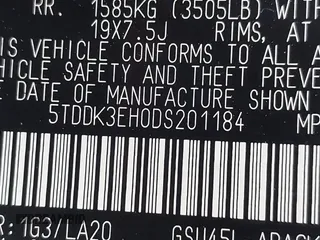 RR. 1585KG (3505LB) WITH
19X7.5J RIMS, AT
IS VEHICLE CONFORMS TO ALL A
HICLE SAFETY AND THEFT PREVE
E DATE OF MANUFACTURE SHOWN
5TDDK3EH0DS201184 MP
R:1G3/LA20 GSU45L